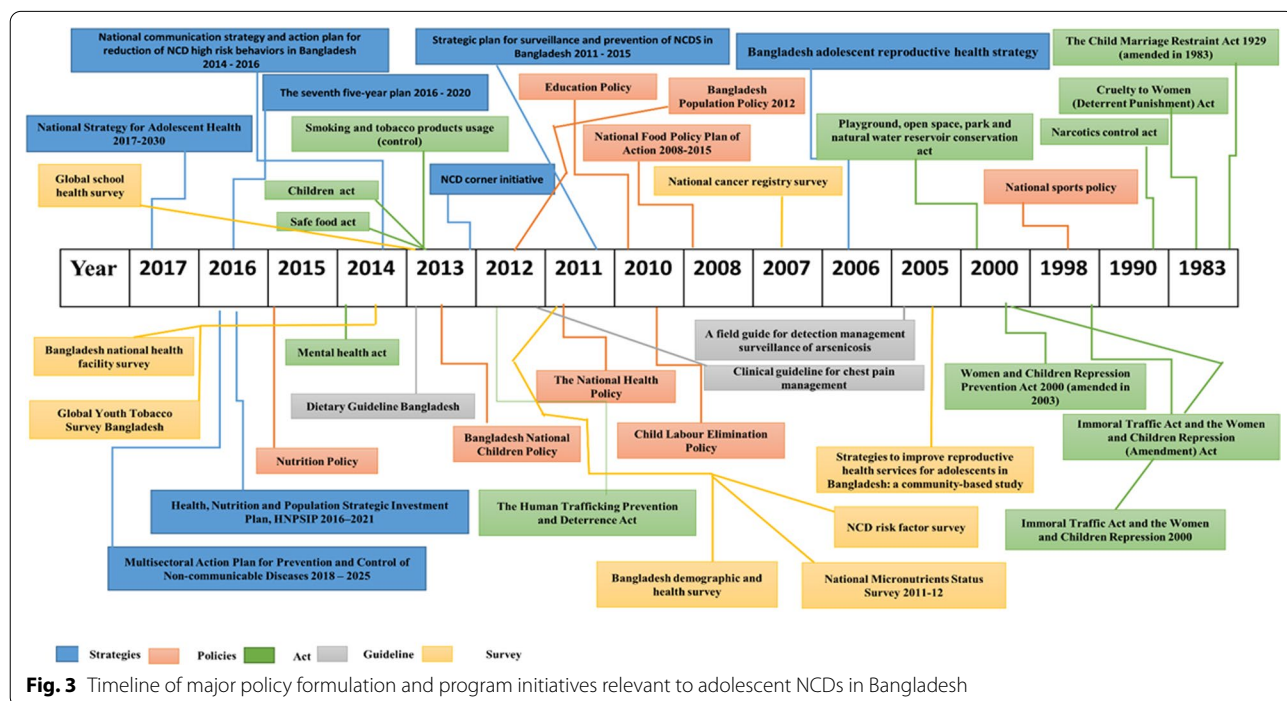 National communication strategy and action plan for
reduction of NCD high risk behaviors in Bangladesh
2014 - 2016
Strategic plan for surveillance and prevention of NCDS in
Bangladesh 2011 - 2015
Bangladesh adolescent reproductive health strategy
The Child Marriage Restraint Act 1929
(amended in 1983)
The seventh five-year plan 2016 - 2020
Education Policy
Bangladesh
Population Policy 2012
Cruelty to Women
(Deterrent Punishment) Act
National Strategy for Adolescent Health
2017-2030
Smoking and tobacco products usage
(control)
National Food Policy Plan of
Action 2008-2015
Playground, open space, park and
natural water reservoir conservation
act
Narcotics control act
Global school
health survey
Children act
NCD corner initiative
National cancer registry survey
National sports policy
Safe food act
Year 2017 2016 2015 2014 2013 2012 2011 2010 2008 2007 2006 2005 2000 1998 1990 1983
Bangladesh national health
facility survey
Mental health act
A field guide for detection management
surveillance of arsenicosis
Clinical guideline for chest pain
management
Women and Children Repression
Prevention Act 2000 (amended in
2003)
The National Health
Policy
Global Youth Tobacco
Survey Bangladesh
Dietary Guideline Bangladesh
Bangladesh National
Children Policy
Child Labour Elimination
Policy
Immoral Traffic Act and the Women
and Children Repression
(Amendment) Act
Nutrition Policy
Strategies to improve reproductive
health services for adolescents in
Bangladesh: a community-based study
Health, Nutrition and Population Strategic Investment
Plan, HNPSIP 2016–2021
The Human Trafficking Prevention
and Deterrence Act
NCD risk factor survey
Immoral Traffic Act and the Women
and Children Repression 2000
Multisectoral Action Plan for Prevention and Control of
Non-communicable Diseases 2018 – 2025
Bangladesh demographic and
health survey
National Micronutrients Status
Survey 2011-12
Strategies Policies Act Guideline Survey
Fig. 3 Timeline of major policy formulation and program initiatives relevant to adolescent NCDs in Bangladesh